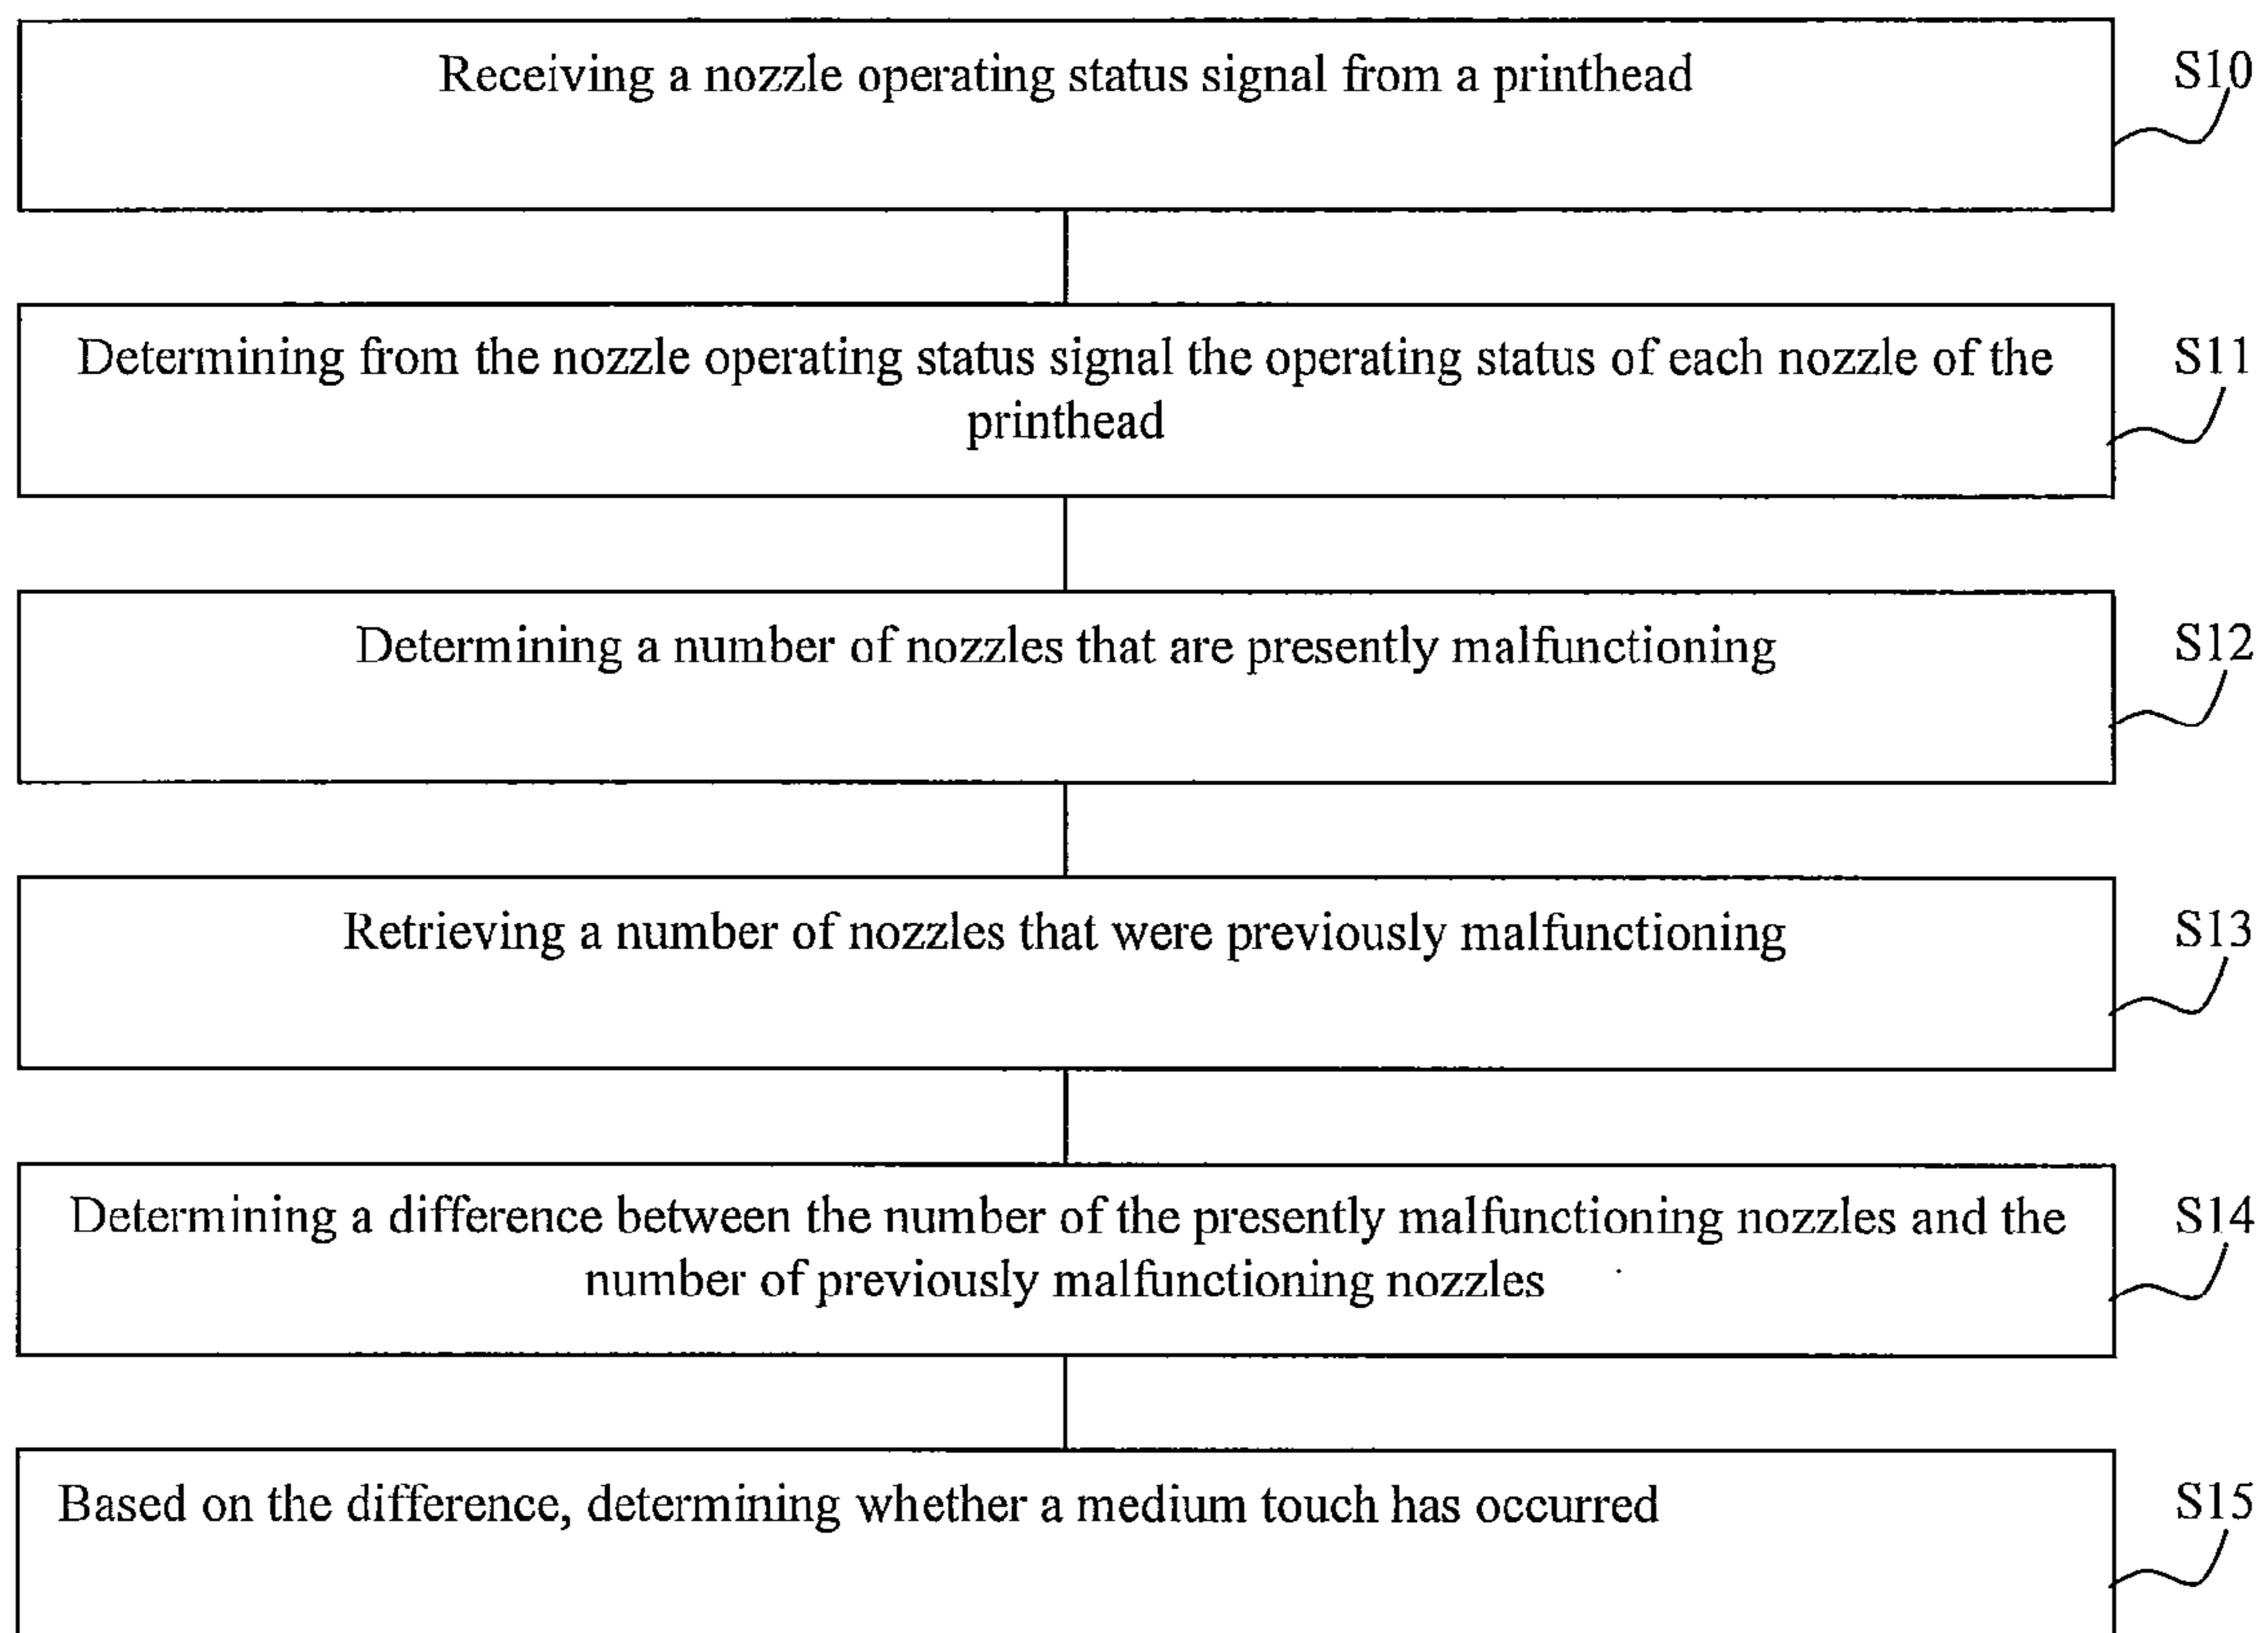 Receiving a nozzle operating status signal from a printhead
S10
Determining from the nozzle operating status signal the operating status of each nozzle of the
printhead
S11
Determining a number of nozzles that are presently malfunctioning
S12
Retrieving a number of nozzles that were previously malfunctioning
S13
Determining a difference between the number of the presently malfunctioning nozzles and the
number of previously malfunctioning nozzles
S14
Based on the difference, determining whether a medium touch has occurred
S15